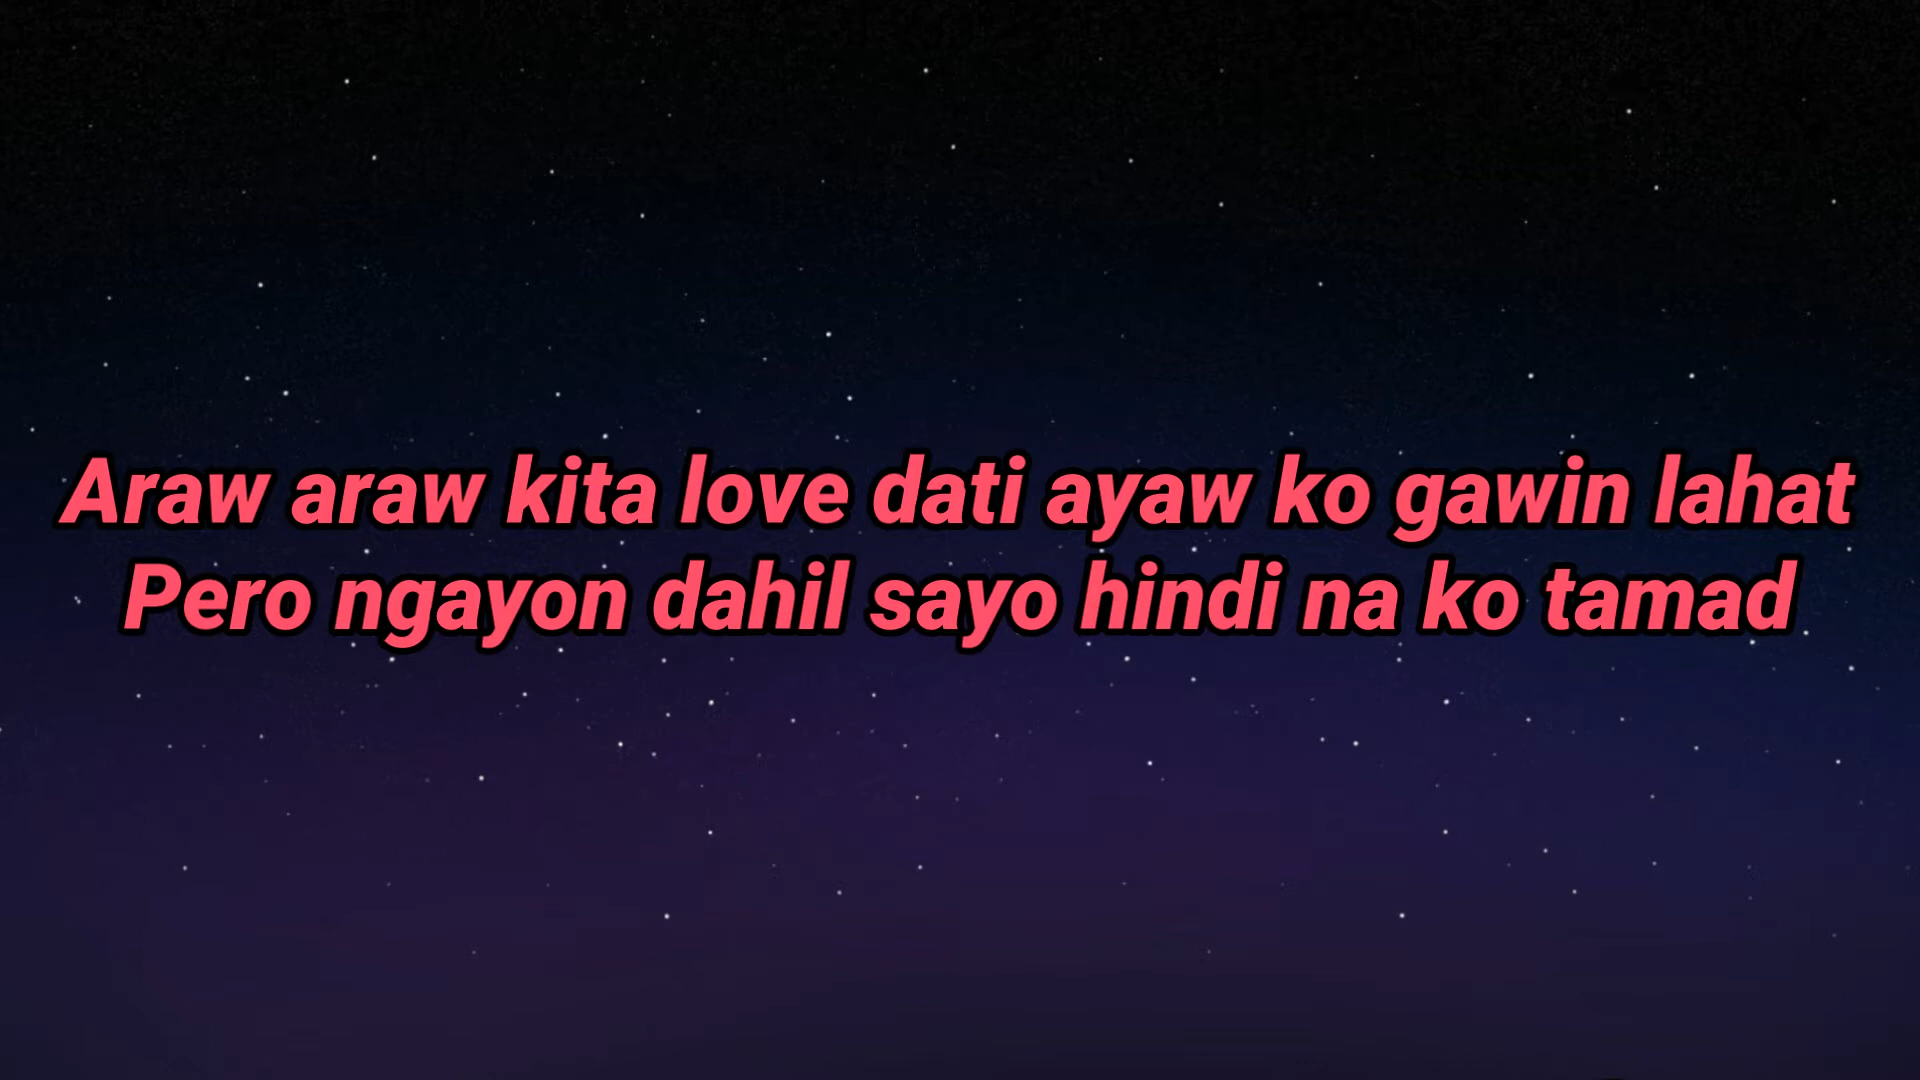 Araw araw kita love dati ayaw ko gawin lahat
Pero ngayon dahil sayo hindi na ko tamad